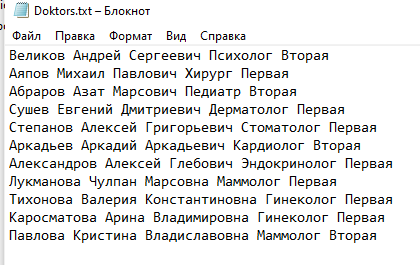 Doktors.txt – Блокнот
Файл Правка Формат Вид Справка
Великов Андрей Сергеевич Психолог Вторая
Аяпов Михаил Павлович Хирург Первая
Абраров Азат Марсович Педиатр Вторая
Сушев Евгений Дмитриевич Дерматолог Первая
Степанов Алексей Григорьевич Стоматолог Первая
Аркадьев Аркадий Аркадьевич Кардиолог Вторая
Александров Алексей Глебович Эндокринолог Первая
Лукманова Чулпан Марсовна Маммолог Первая
Тихонова Валерия Константиновна Гинеколог Первая
Каросматова Арина Владимировна Гинеколог Первая
Павлова Кристина Владиславовна Маммолог Вторая